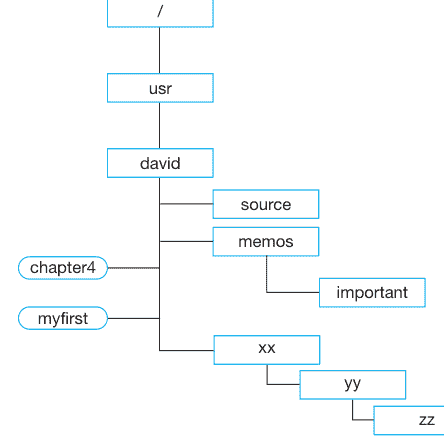 /
usr
david
source
memos
chapter4
important
myfirst
xx
yy
zz